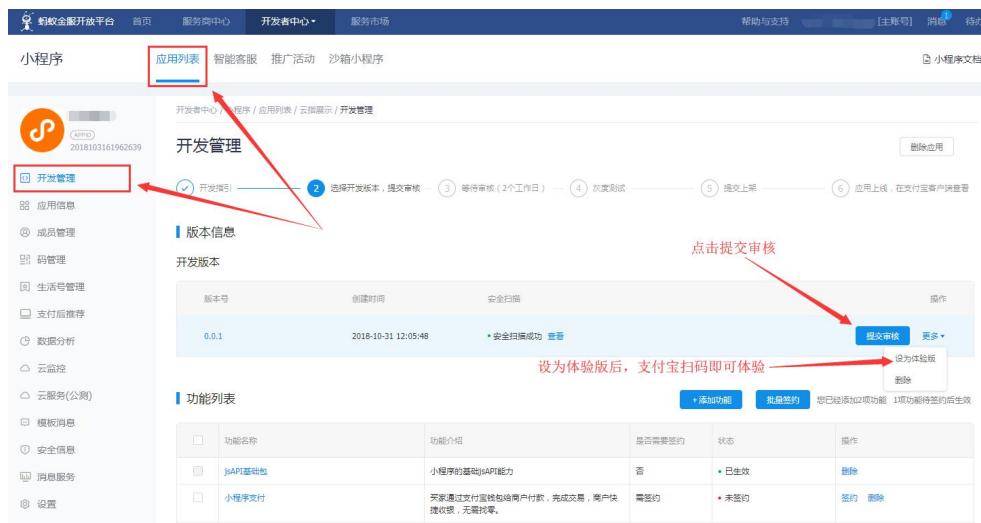 蚂蚁金服开放平台 首页 服务商中心 开发者中心 服务市场 帮助与支持 [主账号] 消息 1 待办
小程序 应用列表 智能客服 推广活动 沙箱小程序 小程序文档
开发者中心 / 小程序 / 应用列表 / 云指展示 / 开发管理
APPID
2018103161962639
开发管理 删除应用
开发管理
应用信息
成员管理
码管理
生活号管理
支付后推荐
数据分析
云监控
云服务(公测)
模板消息
安全信息
消息服务
设置
开发指引 2 选择开发版本，提交审核 3 等待审核（2个工作日） 4 灰度测试 5 提交上架 6 应用上线，在支付宝客户端查看
版本信息
点击提交审核
开发版本
版本号 创建时间 安全扫描 操作
0.0.1 2018-10-31 12:05:48 安全扫描成功 查看 提交审核 更多
设为体验版
设为体验版后，支付宝扫码即可体验
删除
功能列表 +添加功能 批量签约 您已经添加2项功能 1项功能待签约后生效
功能名称 功能介绍 是否需要签约 状态 操作
jsAPI基础包 小程序的基础jsAPI能力 否 已生效 删除
小程序支付 买家通过支付宝钱包给商户付款，完成交易，商户快 需签约 未签约 签约 删除
捷收银，无需找零。